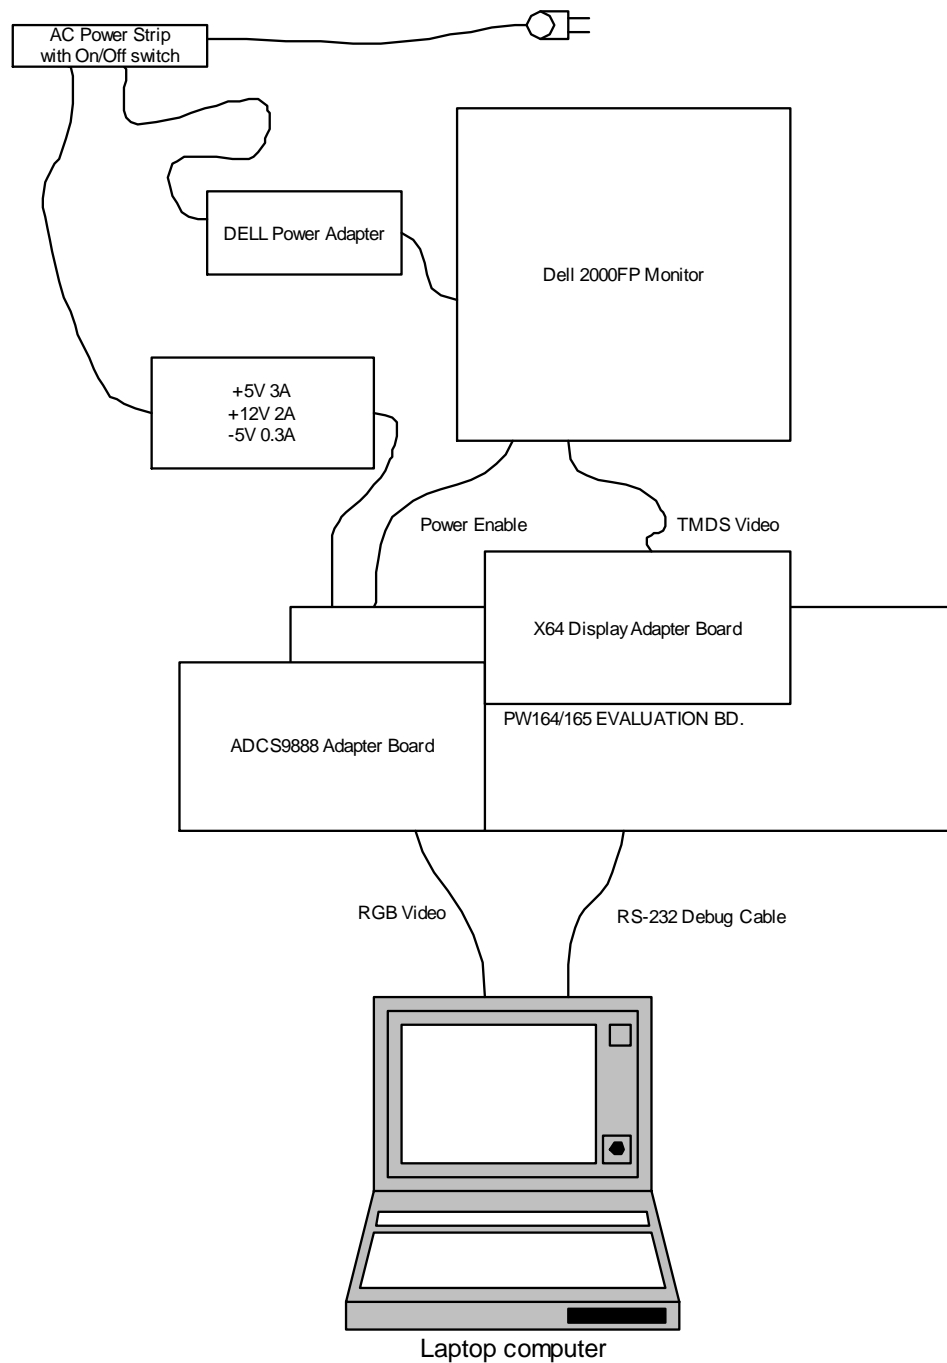 AC Power Strip
with On/Off switch
DELL Power Adapter
Dell 2000FP Monitor
+5V 3A
+12V 2A
-5V 0.3A
Power Enable
TMDS Video
X64 Display Adapter Board
PW164/165 EVALUATION BD.
ADCS9888 Adapter Board
RGB Video
RS-232 Debug Cable
Laptop computer